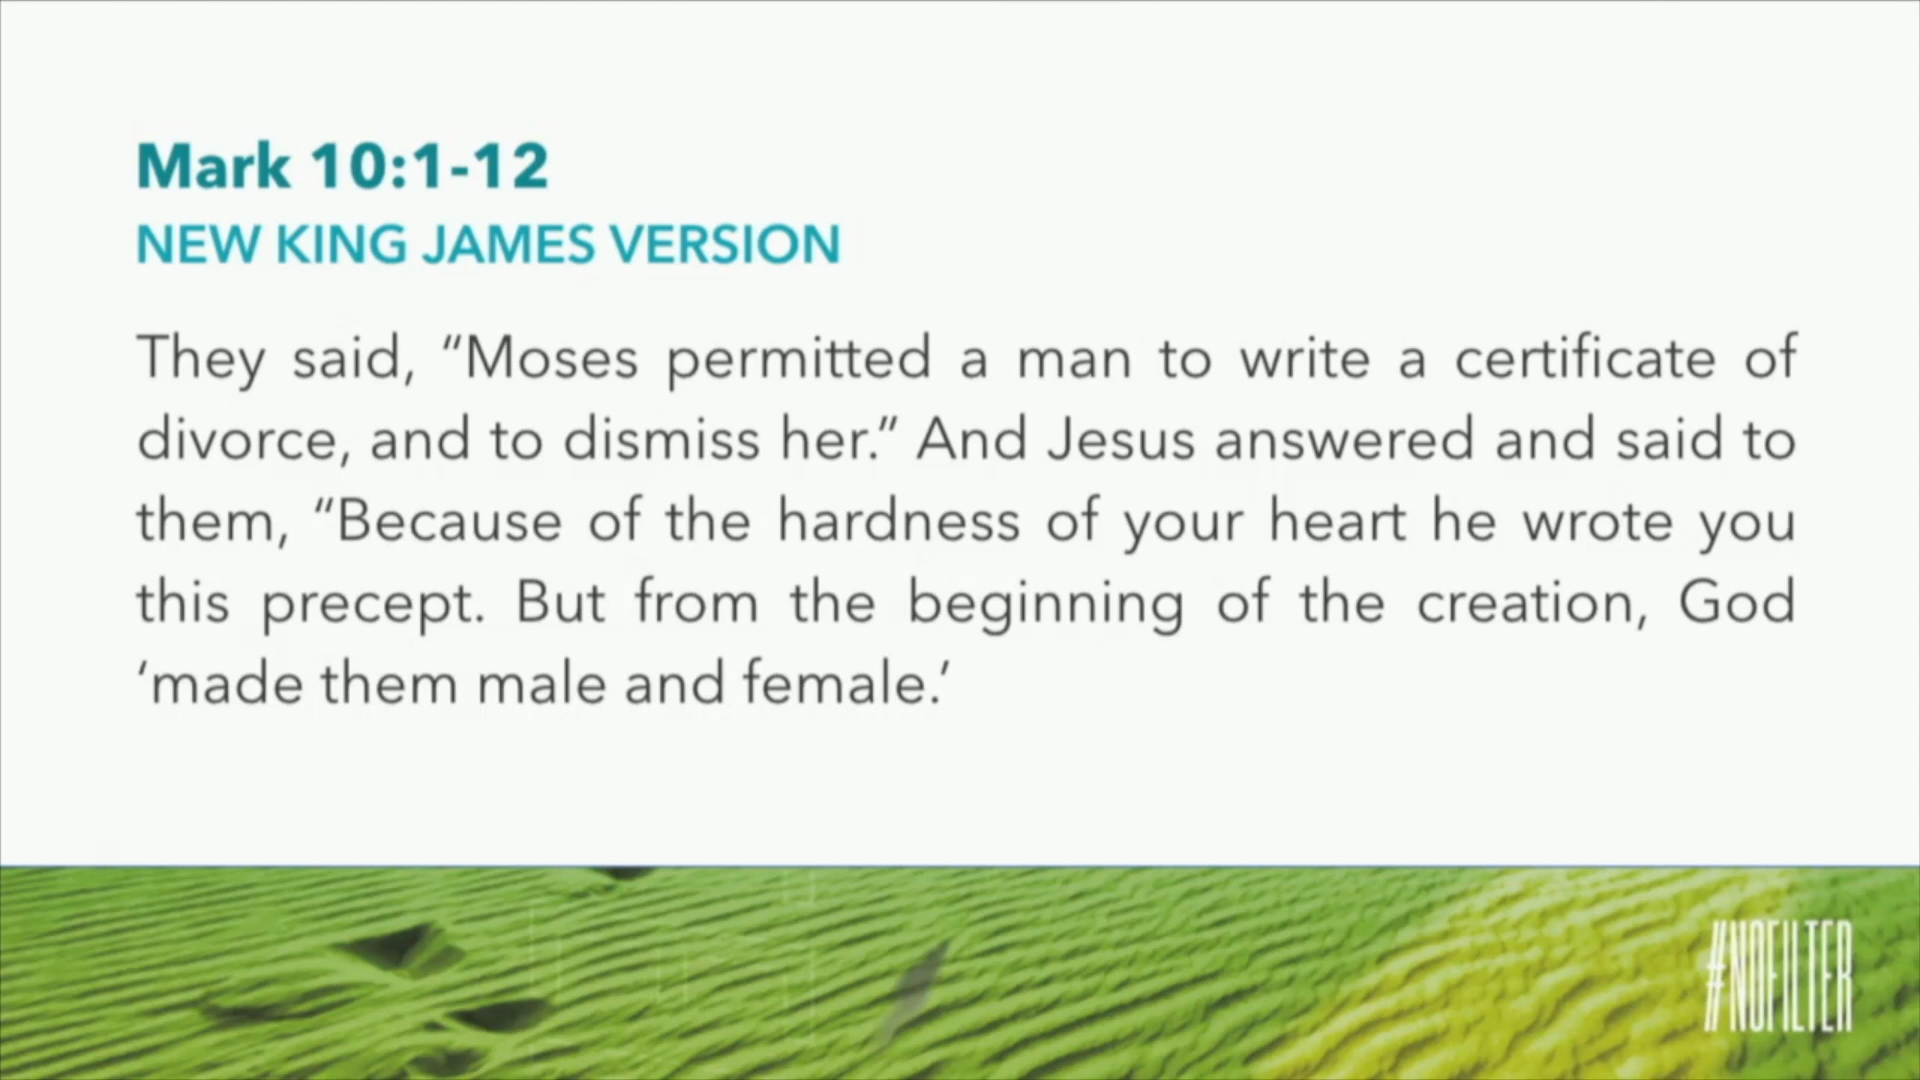 Mark 10:1-12
NEW KING JAMES VERSION
They said, “Moses permitted a man to write a certificate of
divorce, and to dismiss her.” And Jesus answered and said to
them, “Because of the hardness of your heart he wrote you
this precept. But from the beginning of the creation, God
‘made them male and female.’
#NOFILTER